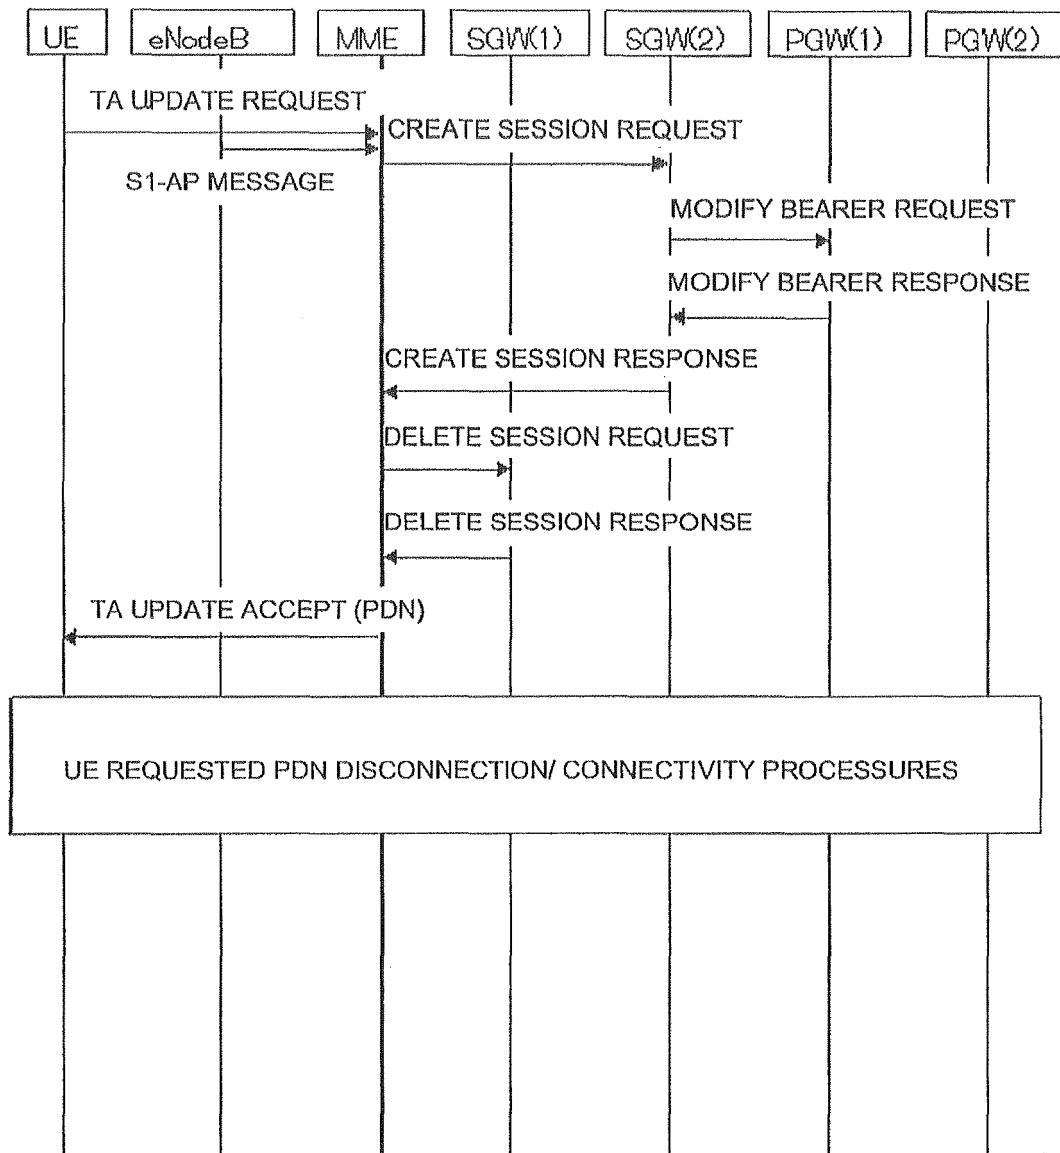 UE eNodeB MME SGW(1) SGW(2) PGW(1) PGW(2)
TA UPDATE REQUEST
CREATE SESSION REQUEST
S1-AP MESSAGE
MODIFY BEARER REQUEST
MODIFY BEARER RESPONSE
CREATE SESSION RESPONSE
DELETE SESSION REQUEST
DELETE SESSION RESPONSE
TA UPDATE ACCEPT (PDN)
UE REQUESTED PDN DISCONNECTION/ CONNECTIVITY PROCESSURES